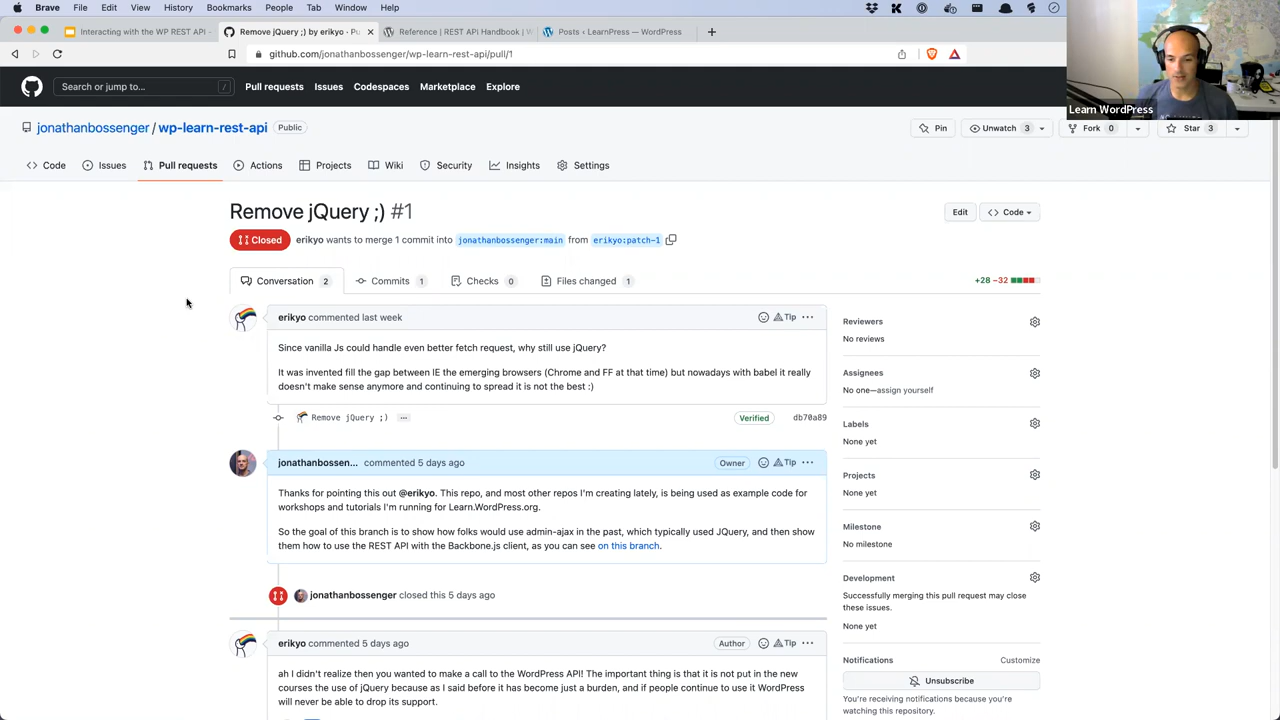 Brave Browser File Edit View History Bookmarks People Tab Window Help
Interacting with the WP REST API -
Remove jQuery ;) by erikyo · Pu
Reference | REST API Handbook | W
Posts ‹ LearnPress — WordPress
github.com/jonathanbossenger/wp-learn-rest-api/pull/1
Learn WordPress
Search or jump to... /
Pull requests Issues Codespaces Marketplace Explore
jonathanbossenger / wp-learn-rest-api Public
Pin Unwatch 3 Fork 0 Star 3
Code Issues Pull requests Actions Projects Wiki Security Insights Settings
Remove jQuery ;) #1
Edit <> Code
Closed erikyo wants to merge 1 commit into jonathanbossenger:main from erikyo:patch-1
Conversation 2 Commits 1 Checks 0 Files changed 1
+28 −32
erikyo commented last week
Tip ...
Since vanilla Js could handle even better fetch request, why still use jQuery?
It was invented fill the gap between IE the emerging browsers (Chrome and FF at that time) but nowadays with babel it really
doesn't make sense anymore and continuing to spread it is not the best :)
Remove jQuery ;) ... Verified db70a89
jonathanbossen... commented 5 days ago
Owner Tip ...
Thanks for pointing this out @erikyo. This repo, and most other repos I'm creating lately, is being used as example code for
workshops and tutorials I'm running for Learn.WordPress.org.
So the goal of this branch is to show how folks would use admin-ajax in the past, which typically used JQuery, and then show
them how to use the REST API with the Backbone.js client, as you can see on this branch.
jonathanbossenger closed this 5 days ago
erikyo commented 5 days ago
Author Tip ...
ah I didn't realize then you wanted to make a call to the WordPress API! The important thing is that it is not put in the new
courses the use of jQuery because as I said before it has become just a burden, and if people continue to use it WordPress
will never be able to drop its support.
Reviewers
No reviews
Assignees
No one—assign yourself
Labels
None yet
Projects
None yet
Milestone
No milestone
Development
Successfully merging this pull request may close
these issues.
None yet
Notifications Customize
Unsubscribe
You're receiving notifications because you're
watching this repository.